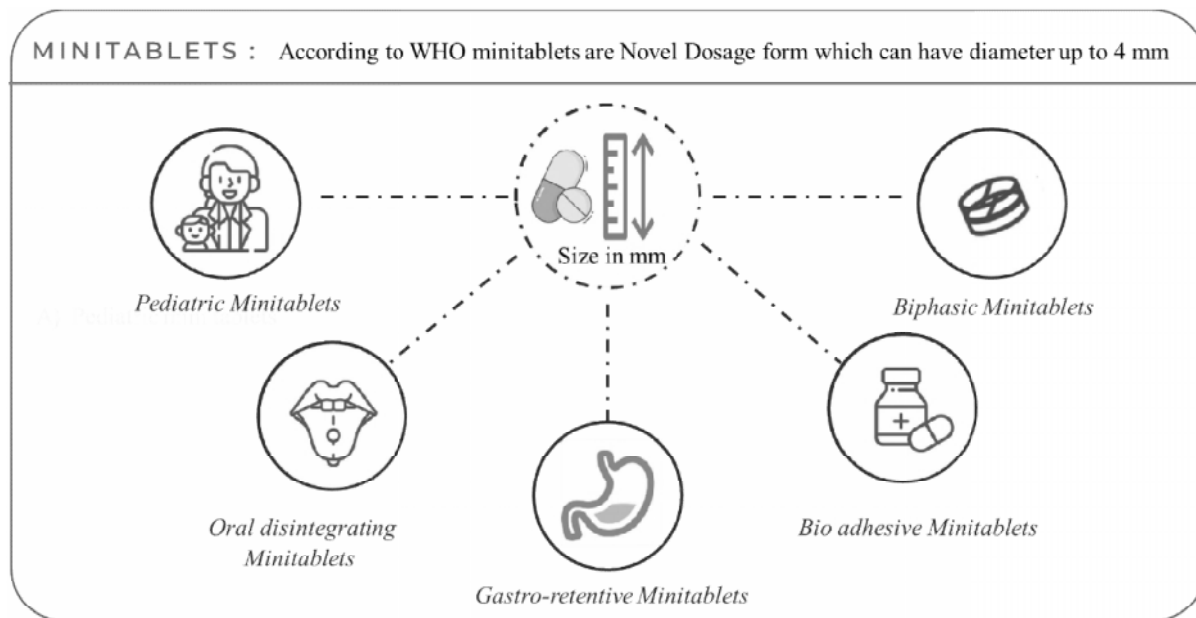 MINITABLETS : According to WHO minitablets are Novel Dosage form which can have diameter up to 4 mm
Size in mm
Pediatric Minitablets
Biphasic Minitablets
Oral disintegrating
Minitablets
Bio adhesive Minitablets
Gastro-retentive Minitablets